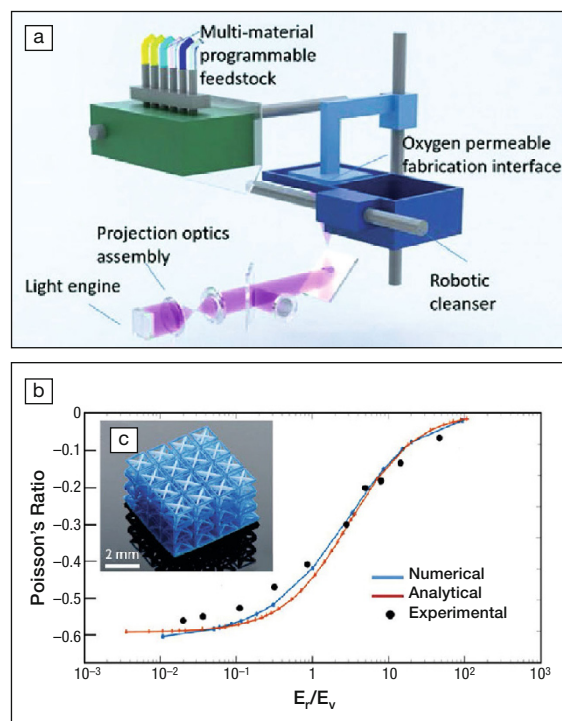 a
Multi-material
programmable
feedstock
Oxygen permeable
fabrication interface
Projection optics
assembly
Light engine
Robotic
cleanser
b
0
–0.1
–0.2
–0.3
–0.4
–0.5
–0.6
Poisson's Ratio
c
2 mm
Numerical
Analytical
Experimental
10⁻³ 10⁻² 10⁻¹ 1 10¹ 10² 10³
Eᵣ/Eᵥ